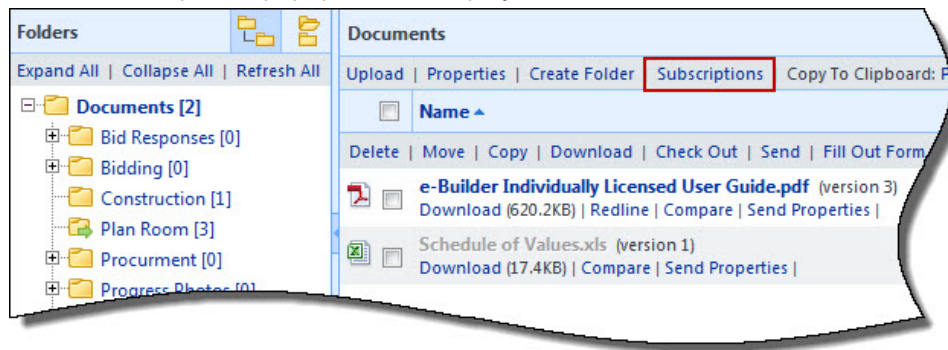 Folders
Expand All | Collapse All | Refresh All
Documents [2]
Bid Responses [0]
Bidding [0]
Construction [1]
Plan Room [3]
Procurment [0]
Progress Photos [0]
Documents
Upload | Properties | Create Folder | Subscriptions Copy To Clipboard:
Name
Delete | Move | Copy | Download | Check Out | Send | Fill Out Form
e-Builder Individually Licensed User Guide.pdf (version 3)
Download (620.2KB) | Redline | Compare | Send Properties |
Schedule of Values.xls (version 1)
Download (17.4KB) | Compare | Send Properties |